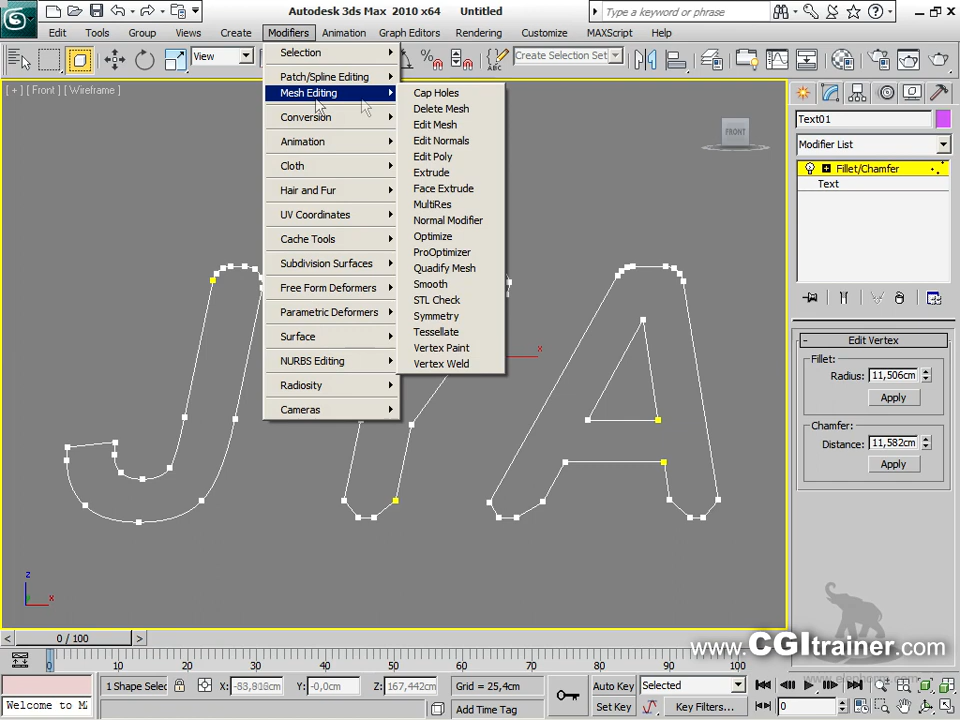 Autodesk 3ds Max 2010 x64 Untitled
Type a keyword or phrase
Edit Tools Group Views Create Modifiers Animation Graph Editors Rendering Customize MAXScript Help
View
Create Selection Set
[ + ] [ Front ] [ Wireframe ]
Selection
Patch/Spline Editing
Mesh Editing
Conversion
Animation
Cloth
Hair and Fur
UV Coordinates
Cache Tools
Subdivision Surfaces
Free Form Deformers
Parametric Deformers
Surface
NURBS Editing
Radiosity
Cameras
Cap Holes
Delete Mesh
Edit Mesh
Edit Normals
Edit Poly
Extrude
Face Extrude
MultiRes
Normal Modifier
Optimize
ProOptimizer
Quadify Mesh
Smooth
STL Check
Symmetry
Tessellate
Vertex Paint
Vertex Weld
FRONT
x
z
x
Text01
Modifier List
Fillet/Chamfer
Text
- Edit Vertex
Fillet:
Radius: 11,506cm
Apply
Chamfer:
Distance: 11,582cm
Apply
www.CGItrainer.com
< 0 / 100 >
0 10 20 30 40 50 60 70 80 90 100
1 Shape Selec X: -83,818cm Y: -0,0cm Z: 167,442cm Grid = 25,4cm Auto Key Selected
Welcome to M Add Time Tag Set Key Key Filters... 0